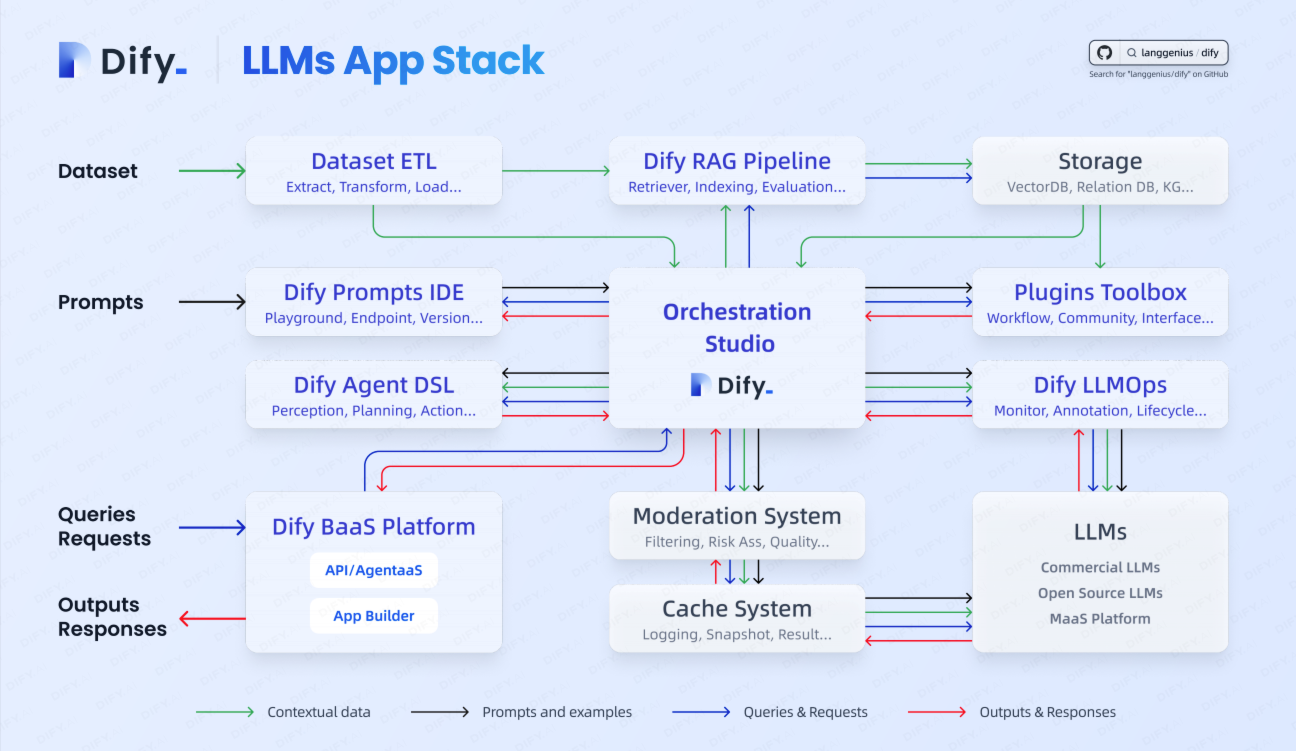 Dify_
LLMs App Stack
langgenius / dify
Search for "langgenius/dify" on GitHub
Dataset
Dataset ETL
Extract, Transform, Load...
Dify RAG Pipeline
Retriever, Indexing, Evaluation...
Storage
VectorDB, Relation DB, KG...
Prompts
Dify Prompts IDE
Playground, Endpoint, Version...
Orchestration
Studio
Dify_
Plugins Toolbox
Workflow, Community, Interface...
Dify Agent DSL
Perception, Planning, Action...
Dify LLMOps
Monitor, Annotation, Lifecycle...
Queries
Requests
Outputs
Responses
Dify BaaS Platform
API/AgentaaS
App Builder
Moderation System
Filtering, Risk Ass, Quality...
Cache System
Logging, Snapshot, Result...
LLMs
Commercial LLMs
Open Source LLMs
MaaS Platform
Contextual data
Prompts and examples
Queries & Requests
Outputs & Responses